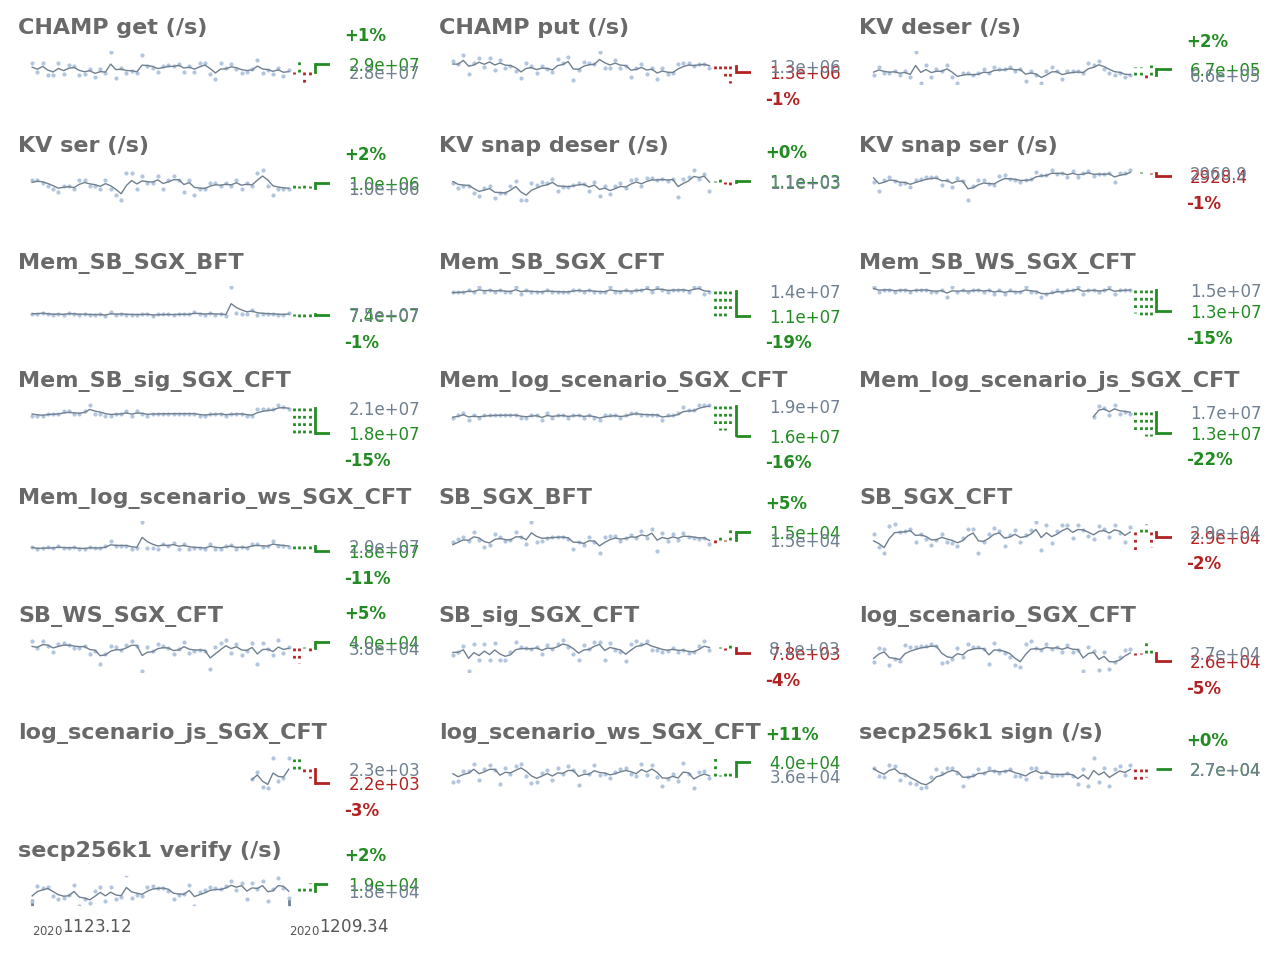 CHAMP get (/s)
+1%
2.9e+07
2.8e+07
CHAMP put (/s)
1.3e+06
1.3e+06
-1%
KV deser (/s)
+2%
6.7e+05
6.6e+05
KV ser (/s)
+2%
1.0e+06
1.0e+06
KV snap deser (/s)
+0%
1.1e+03
1.1e+03
KV snap ser (/s)
2928.4
-1%
Mem_SB_SGX_BFT
7.4e+07
-1%
Mem_SB_SGX_CFT
1.4e+07
1.1e+07
-19%
Mem_SB_WS_SGX_CFT
1.5e+07
1.3e+07
-15%
Mem_SB_sig_SGX_CFT
2.1e+07
1.8e+07
-15%
Mem_log_scenario_SGX_CFT
1.9e+07
1.6e+07
-16%
Mem_log_scenario_js_SGX_CFT
1.7e+07
1.3e+07
-22%
Mem_log_scenario_ws_SGX_CFT
2.0e+07
1.8e+07
-11%
SB_SGX_BFT
+5%
1.5e+04
1.5e+04
SB_SGX_CFT
2.9e+04
-2%
SB_WS_SGX_CFT
+5%
4.0e+04
3.8e+04
SB_sig_SGX_CFT
8.1e+03
7.8e+03
-4%
log_scenario_SGX_CFT
2.7e+04
2.6e+04
-5%
log_scenario_js_SGX_CFT
2.3e+03
2.2e+03
-3%
log_scenario_ws_SGX_CFT
+11%
4.0e+04
3.6e+04
secp256k1 sign (/s)
+0%
2.7e+04
secp256k1 verify (/s)
+2%
1.9e+04
1.8e+04
2020 1123.12
2020 1209.34